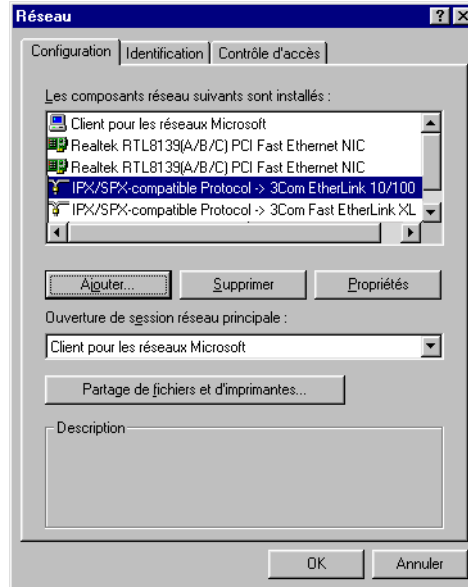 Réseau
Configuration Identification Contrôle d'accès
Les composants réseau suivants sont installés :
Client pour les réseaux Microsoft
Realtek RTL8139(A/B/C) PCI Fast Ethernet NIC
Realtek RTL8139(A/B/C) PCI Fast Ethernet NIC
IPX/SPX-compatible Protocol -> 3Com EtherLink 10/100
IPX/SPX-compatible Protocol -> 3Com Fast EtherLink XL
Ajouter... Supprimer Propriétés
Ouverture de session réseau principale :
Client pour les réseaux Microsoft
Partage de fichiers et d'imprimantes...
Description
OK Annuler